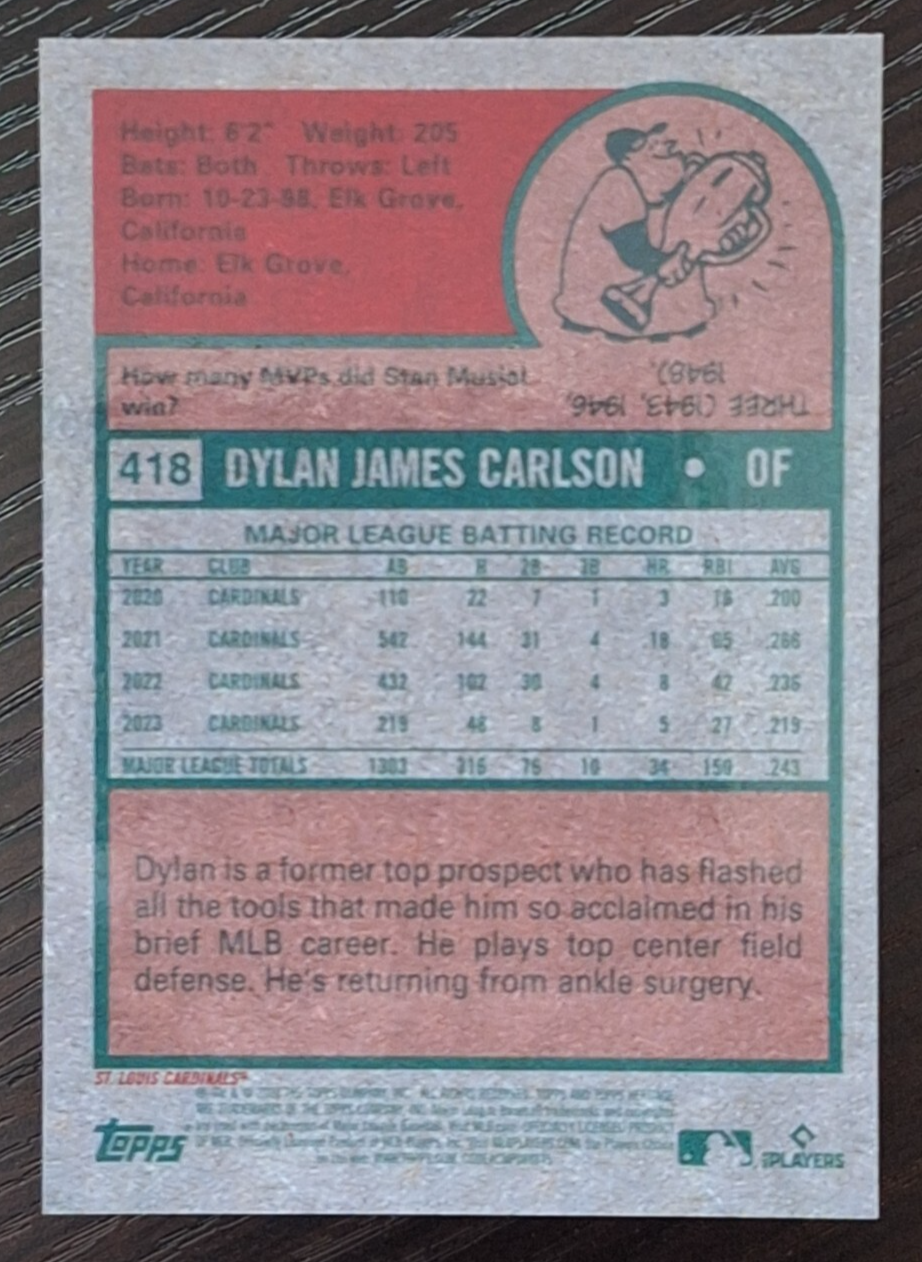 Height: 6'2" Weight: 205
Bats: Both Throws: Left
Born: 10-23-98, Elk Grove,
California
Home: Elk Grove,
California
How many MVPs did Stan Musial
win?
THREE (1943, 1946,
1948).
418 DYLAN JAMES CARLSON • OF
MAJOR LEAGUE BATTING RECORD
YEAR CLUB AB H 2B 3B HR RBI AVG
2020 CARDINALS 110 22 7 1 3 16 .200
2021 CARDINALS 542 144 31 4 18 65 .266
2022 CARDINALS 432 102 30 4 8 42 .236
2023 CARDINALS 219 48 8 1 5 27 .219
MAJOR LEAGUE TOTALS 1303 316 76 10 34 150 .243
Dylan is a former top prospect who has flashed
all the tools that made him so acclaimed in his
brief MLB career. He plays top center field
defense. He's returning from ankle surgery.
ST. LOUIS CARDINALS™
topps
PLAYERS